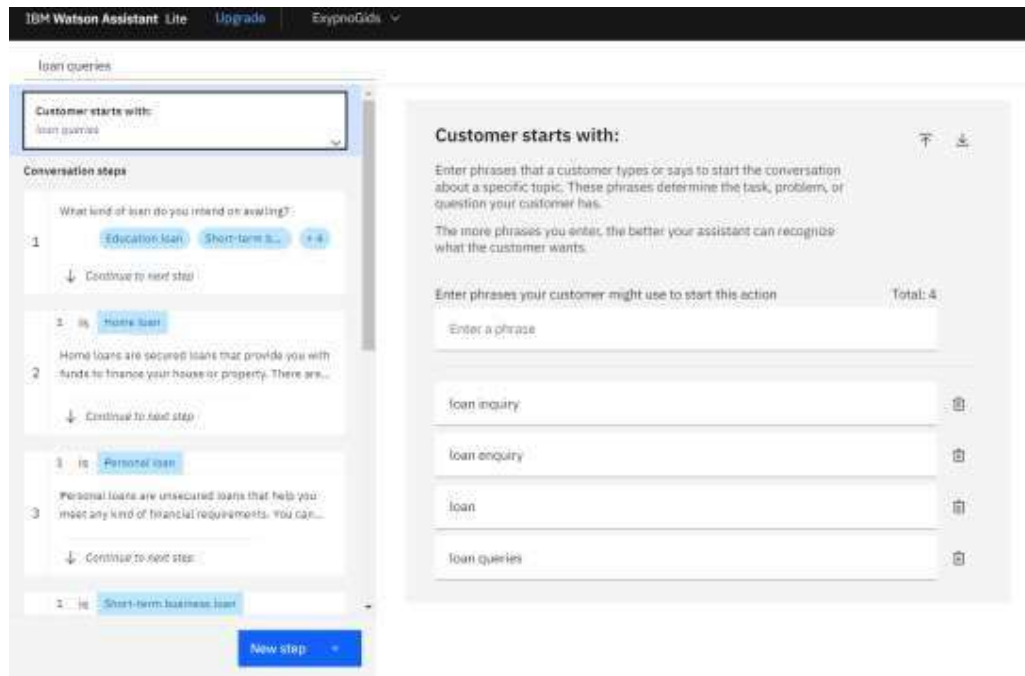 IBM Watson Assistant Lite Upgrade ExypnoGids
loan queries
Customer starts with:
loan queries
Conversation steps
What kind of loan do you intend on availing?
1 Education loan Short-term b... + 4
Continue to next step
1 is Home loan
Home loans are secured loans that provide you with
2 funds to finance your house or property. There are...
Continue to next step
1 is Personal loan
Personal loans are unsecured loans that help you
3 meet any kind of financial requirements. You can...
Continue to next step
1 is Short-term business loan
New step
Customer starts with:
Enter phrases that a customer types or says to start the conversation
about a specific topic. These phrases determine the task, problem, or
question your customer has.
The more phrases you enter, the better your assistant can recognize
what the customer wants.
Enter phrases your customer might use to start this action Total: 4
Enter a phrase
loan inquiry
loan enquiry
loan
loan queries